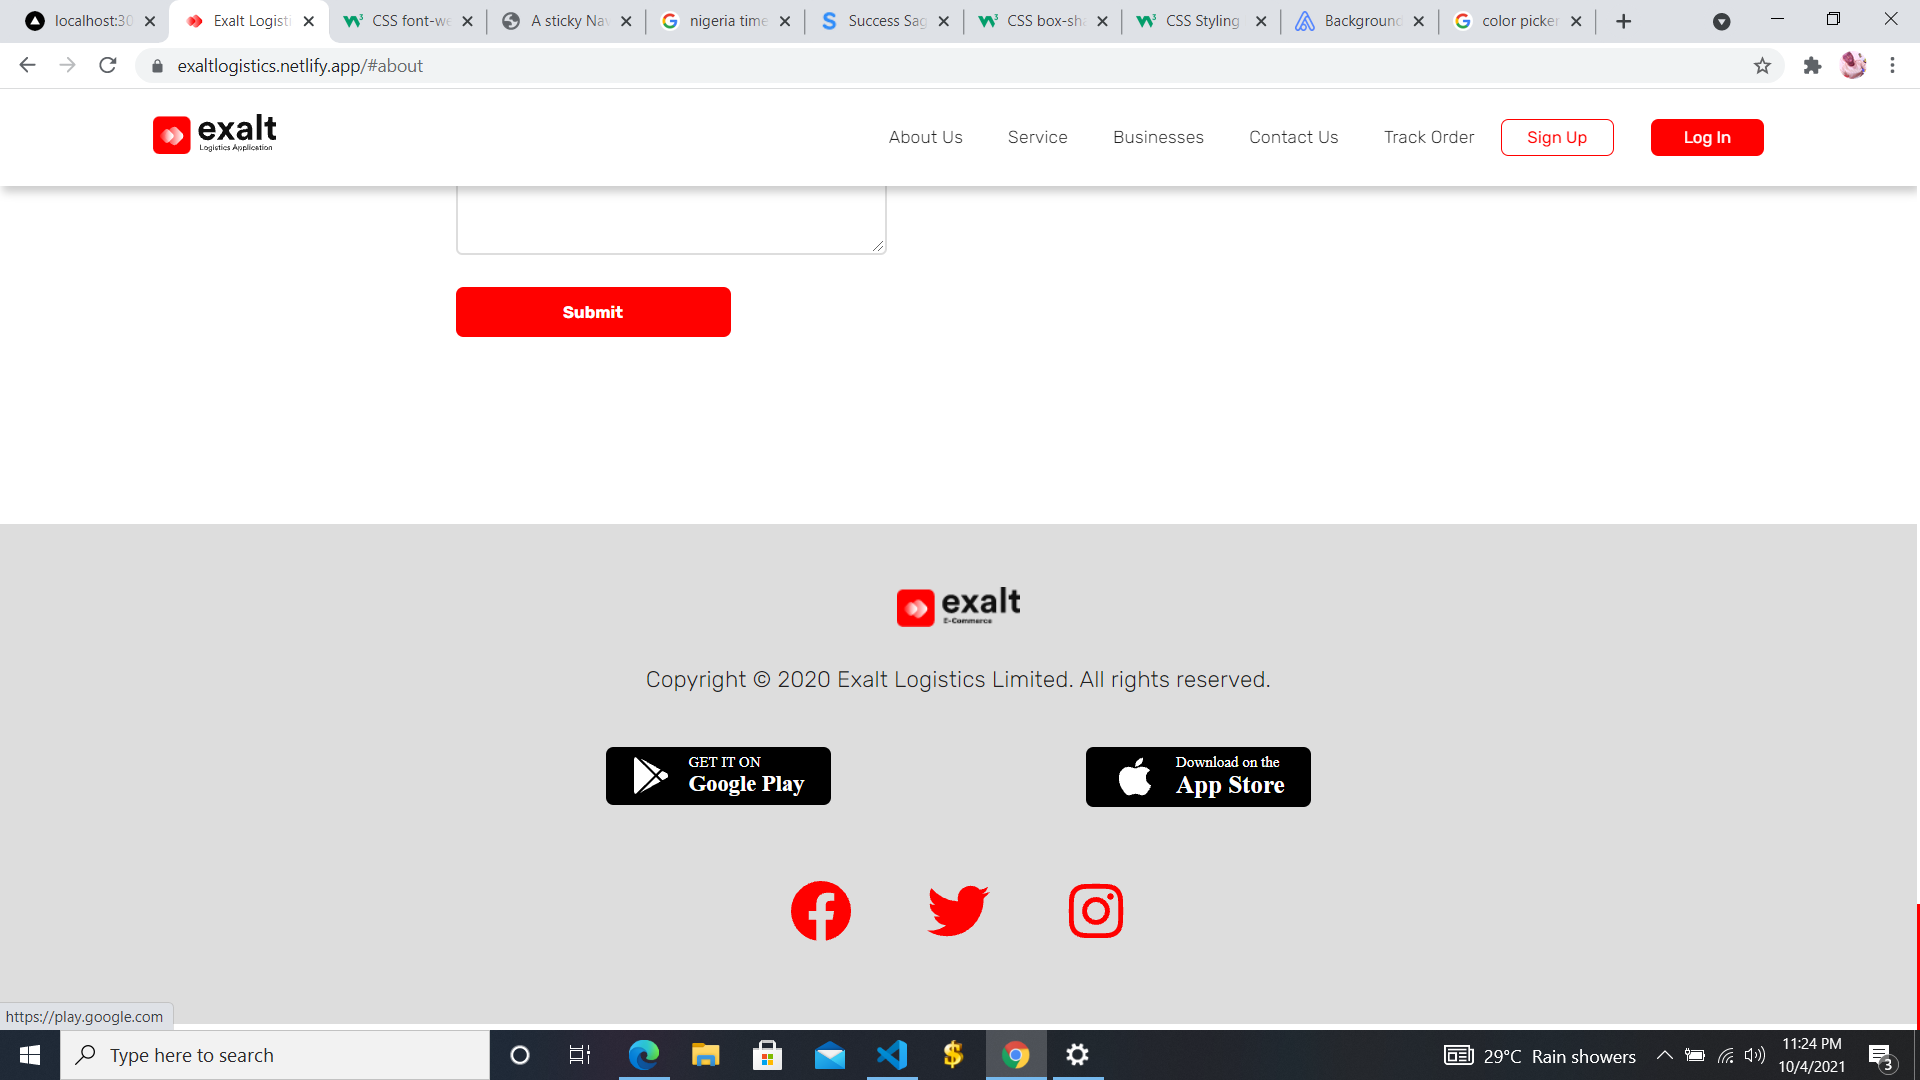 localhost:30
Exalt Logisti
CSS font-we
A sticky Nav
nigeria time
Success Sag
CSS box-sha
CSS Styling
Background
color picker
exaltlogistics.netlify.app/#about
exalt
Logistics Application
About Us
Service
Businesses
Contact Us
Track Order
Sign Up
Log In
Submit
exalt
E-Commerce
Copyright © 2020 Exalt Logistics Limited. All rights reserved.
GET IT ON
Google Play
Download on the
App Store
https://play.google.com
Type here to search
29°C Rain showers
11:24 PM
10/4/2021
3